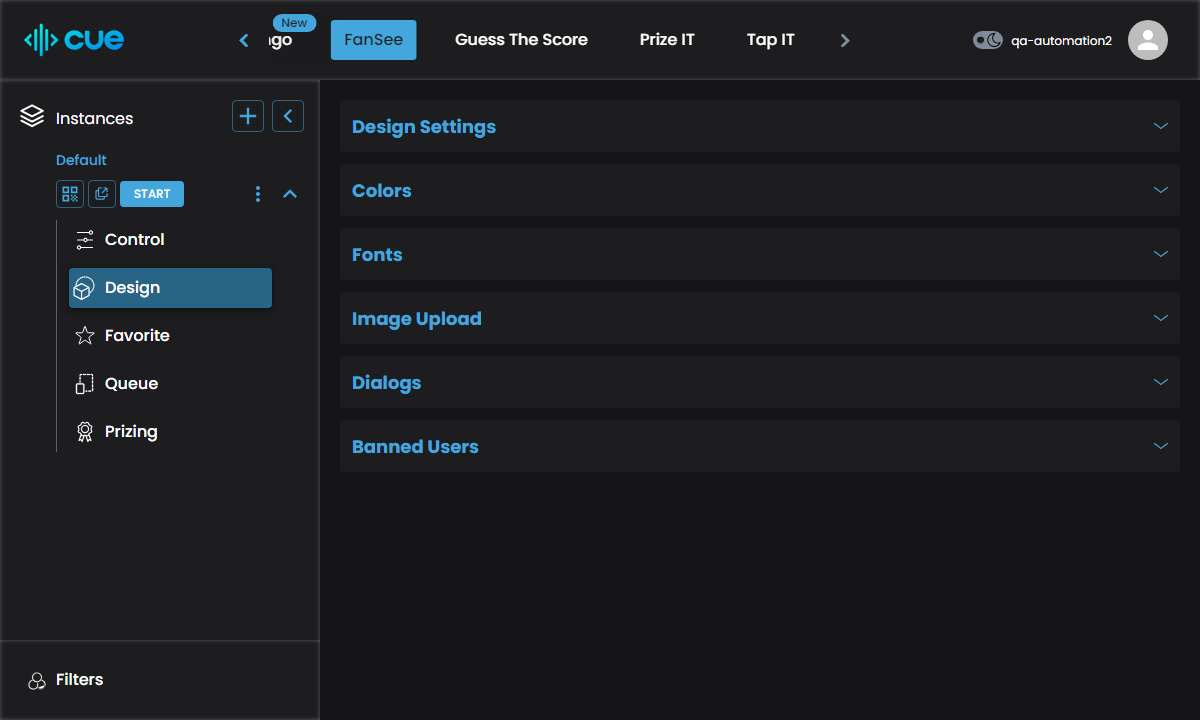 cue
New
FanSee
Guess The Score
Prize IT
Tap IT
qa-automation2
Instances
Default
START
Control
Design
Favorite
Queue
Prizing
Filters
Design Settings
Colors
Fonts
Image Upload
Dialogs
Banned Users